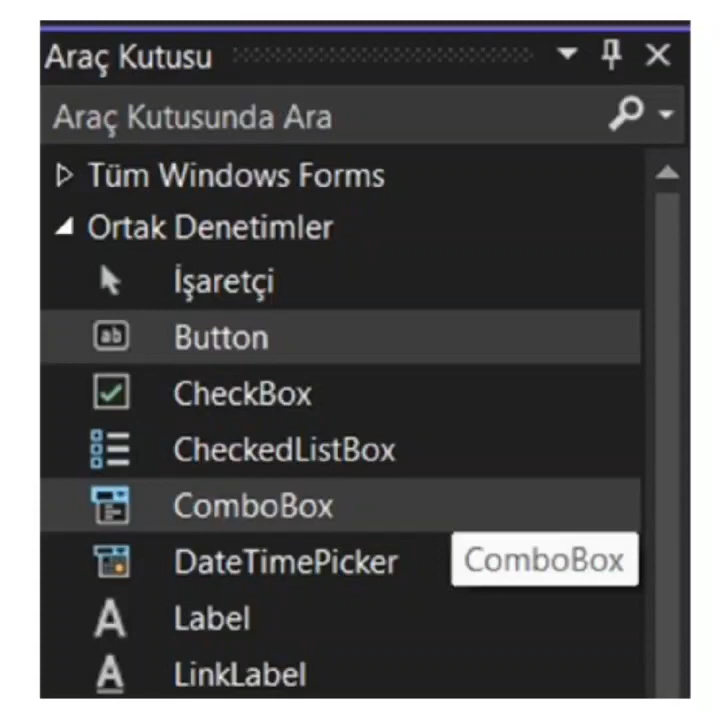 Araç Kutusu
Araç Kutusunda Ara
Tüm Windows Forms
Ortak Denetimler
İşaretçi
ab Button
CheckBox
CheckedListBox
ComboBox
DateTimePicker
ComboBox
A Label
A LinkLabel